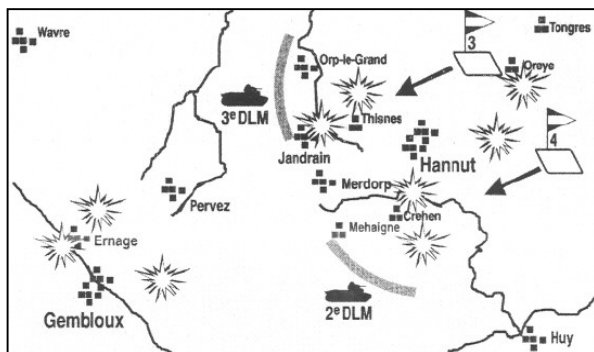 Wavre
Tongres
3
Orp-le-Grand
Oreye
3e DLM
Thisnes
4
Jandrain
Hannut
Pervez
Merdorp
Crehen
Mehaigne
Ernage
2e DLM
Gembloux
Huy